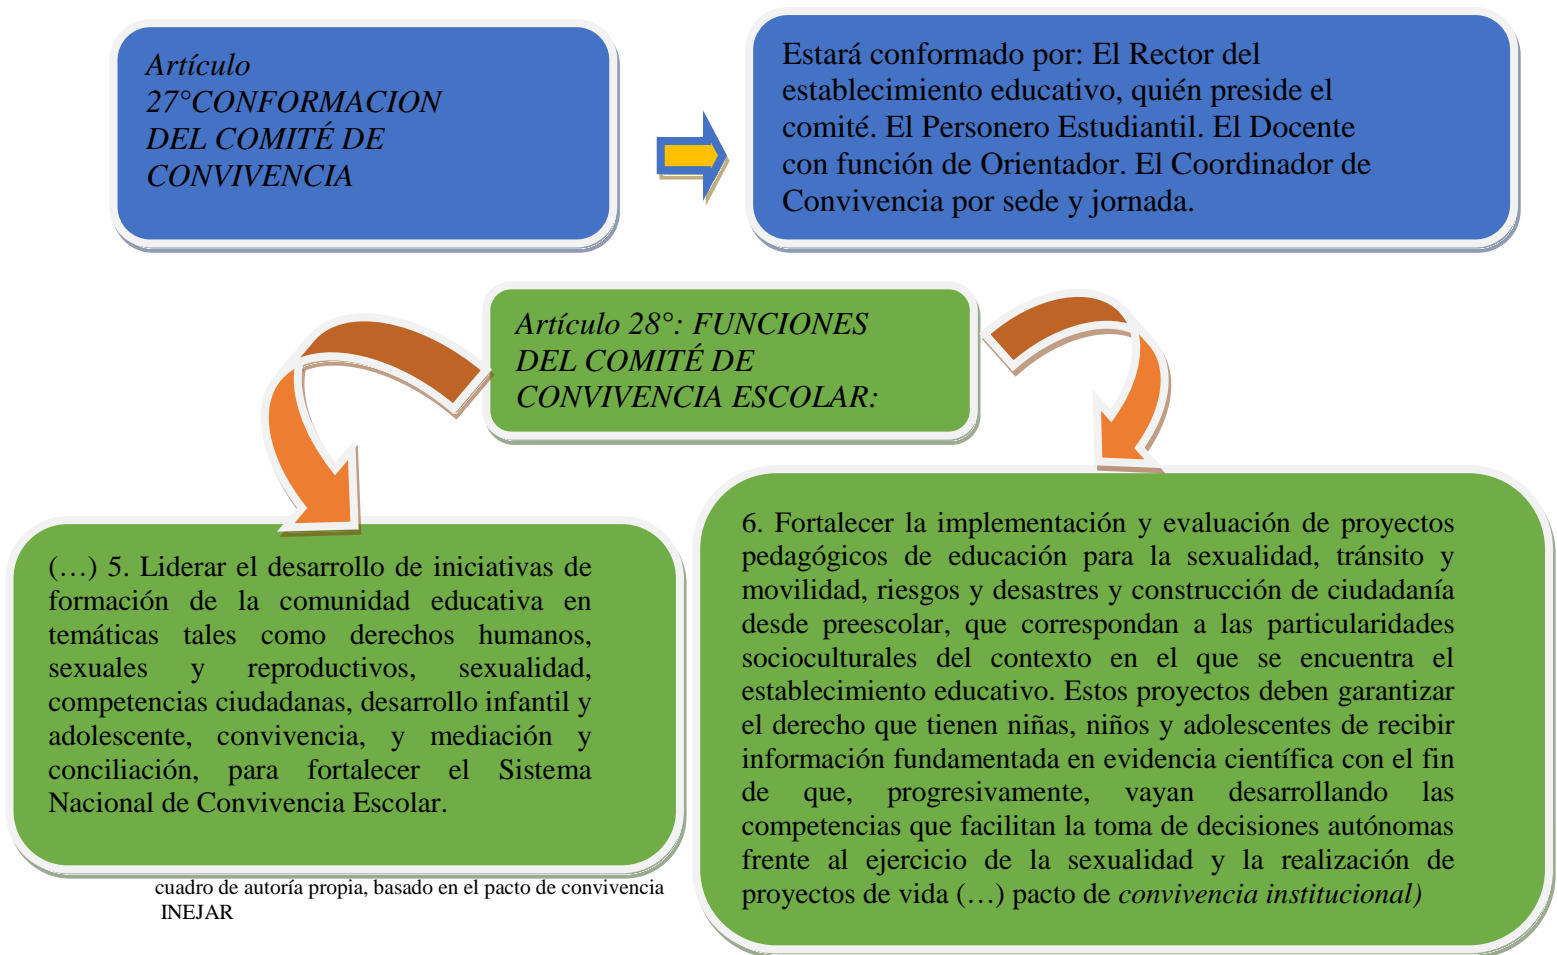 Artículo
27°CONFORMACION
DEL COMITÉ DE
CONVIVENCIA
Estará conformado por: El Rector del
establecimiento educativo, quién preside el
comité. El Personero Estudiantil. El Docente
con función de Orientador. El Coordinador de
Convivencia por sede y jornada.
Artículo 28°: FUNCIONES
DEL COMITÉ DE
CONVIVENCIA ESCOLAR:
(…) 5. Liderar el desarrollo de iniciativas de
formación de la comunidad educativa en
temáticas tales como derechos humanos,
sexuales y reproductivos, sexualidad,
competencias ciudadanas, desarrollo infantil y
adolescente, convivencia, y mediación y
conciliación, para fortalecer el Sistema
Nacional de Convivencia Escolar.
6. Fortalecer la implementación y evaluación de proyectos
pedagógicos de educación para la sexualidad, tránsito y
movilidad, riesgos y desastres y construcción de ciudadanía
desde preescolar, que correspondan a las particularidades
socioculturales del contexto en el que se encuentra el
establecimiento educativo. Estos proyectos deben garantizar
el derecho que tienen niñas, niños y adolescentes de recibir
información fundamentada en evidencia científica con el fin
de que, progresivamente, vayan desarrollando las
competencias que facilitan la toma de decisiones autónomas
frente al ejercicio de la sexualidad y la realización de
proyectos de vida (…) pacto de convivencia institucional)
cuadro de autoría propia, basado en el pacto de convivencia
INEJAR